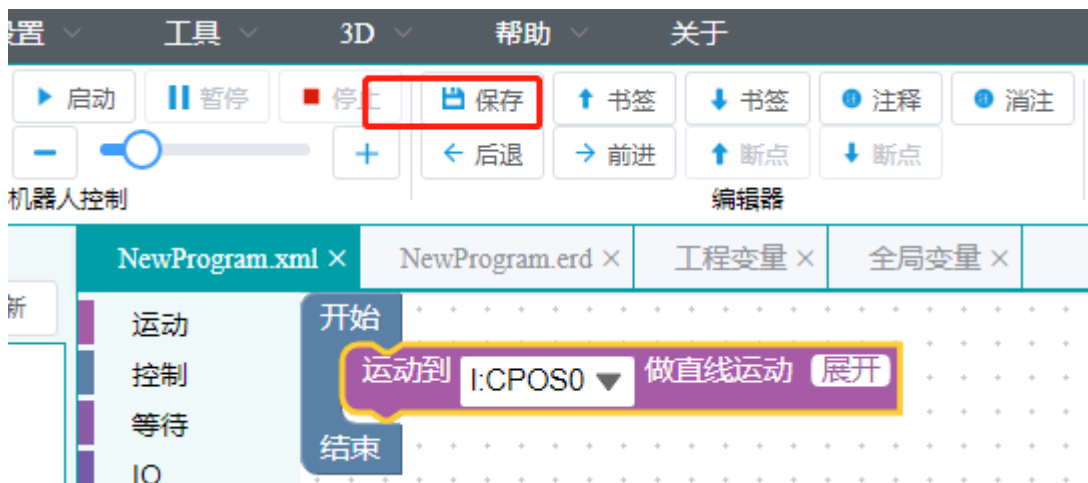 设置 工具 3D 帮助 关于
启动 暂停 停止 保存 书签 书签 注释 消注
后退 前进 断点 断点
机器人控制 编辑器
NewProgram.xml × NewProgram.erd × 工程变量 × 全局变量 ×
新 运动 开始
控制 运动到 l:CPOS0 做直线运动 展开
等待
结束
IO